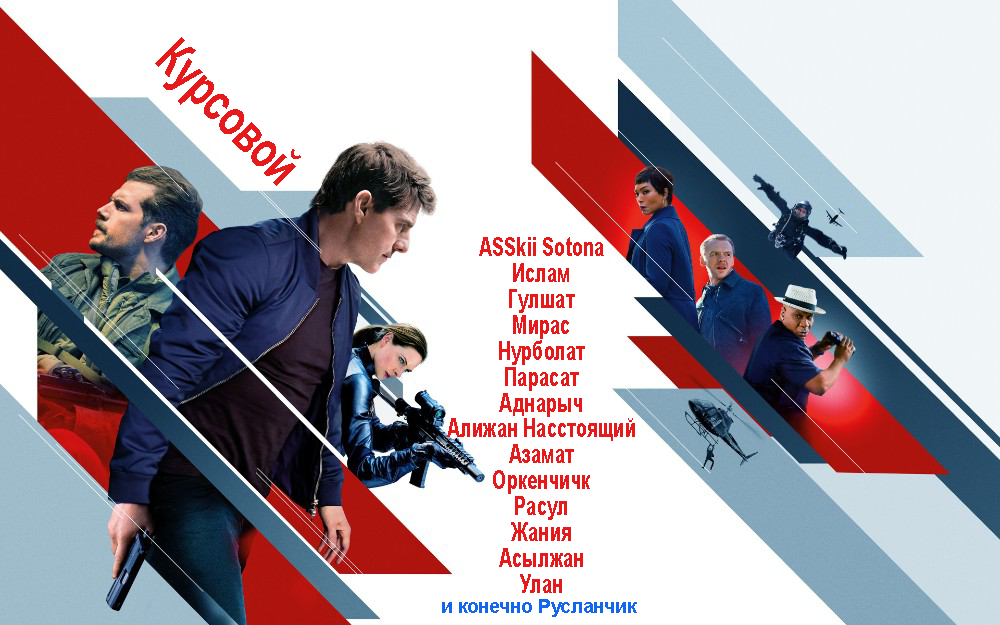 Курсовой
ASSkii Sotona
Ислам
Гулшат
Мирас
Нурболат
Парасат
Аднарыч
Алижан Насстоящий
Азамат
Оркенчичк
Расул
Жания
Асылжан
Улан
и конечно Русланчик